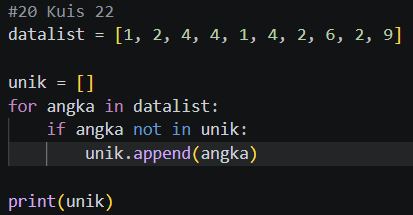 #20 Kuis 22
datalist = [1, 2, 4, 4, 1, 4, 2, 6, 2, 9]

unik = []
for angka in datalist:
    if angka not in unik:
        unik.append(angka)

print(unik)